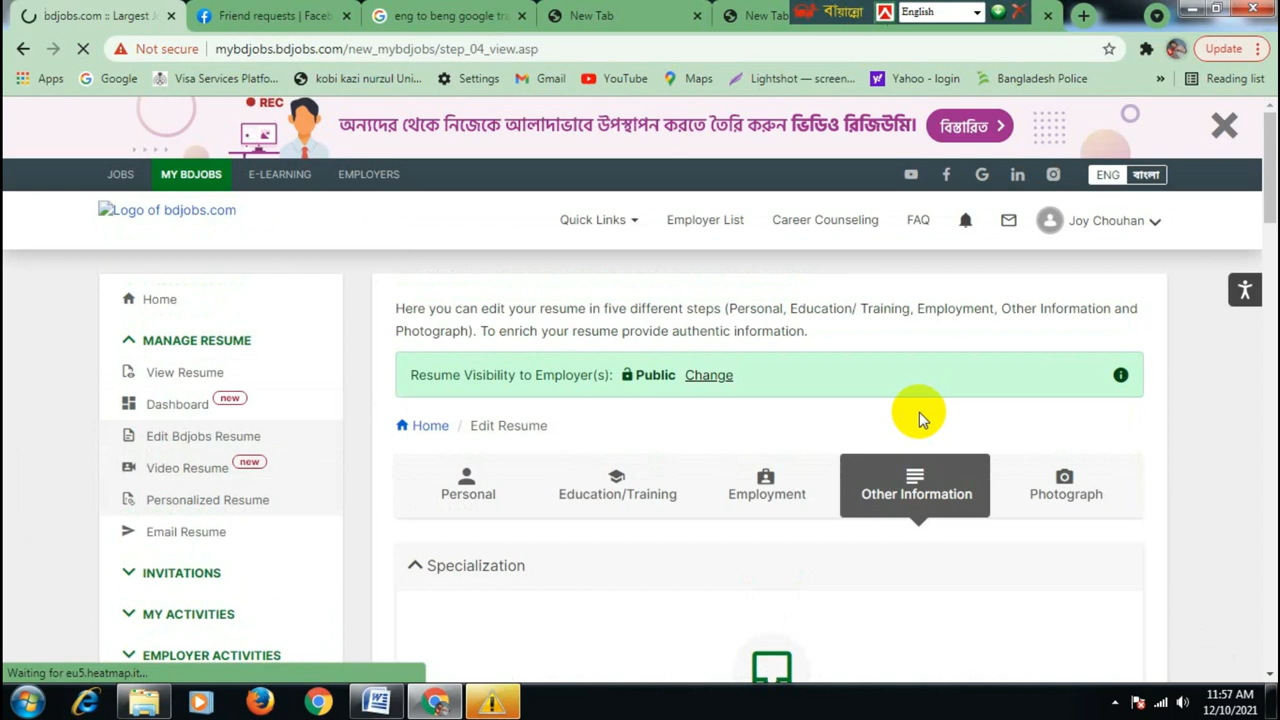 bdjobs.com :: Largest J
Friend requests | Faceb
eng to beng google tra
New Tab
New Tab
বায়ান্নো
English
Not secure
mybdjobs.bdjobs.com/new_mybdjobs/step_04_view.asp
Update
Apps
Google
Visa Services Platfo...
kobi kazi nurzul Uni...
Settings
Gmail
YouTube
Maps
Lightshot — screen...
Yahoo - login
Bangladesh Police
»
Reading list
REC
অন্যদের থেকে নিজেকে আলাদাভাবে উপস্থাপন করতে তৈরি করুন ভিডিও রিজিউমি।
বিস্তারিত
JOBS
MY BDJOBS
E-LEARNING
EMPLOYERS
ENG
বাংলা
Logo of bdjobs.com
Quick Links
Employer List
Career Counseling
FAQ
Joy Chouhan
Home
MANAGE RESUME
View Resume
Dashboard new
Edit Bdjobs Resume
Video Resume new
Personalized Resume
Email Resume
INVITATIONS
MY ACTIVITIES
EMPLOYER ACTIVITIES
Here you can edit your resume in five different steps (Personal, Education/ Training, Employment, Other Information and
Photograph). To enrich your resume provide authentic information.
Resume Visibility to Employer(s): Public Change
Home / Edit Resume
Personal
Education/Training
Employment
Other Information
Photograph
Specialization
Waiting for eu5.heatmap.it...
11:57 AM
12/10/2021